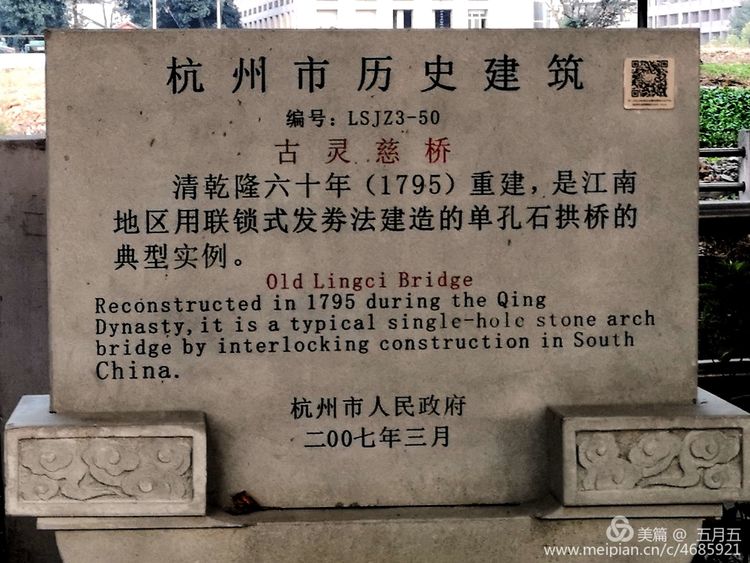 杭州市历史建筑
编号：LSJZ3-50
古灵慈桥
清乾隆六十年（1795）重建，是江南
地区用联锁式发券法建造的单孔石拱桥的
典型实例。
Old Lingci Bridge
Reconstructed in 1795 during the Qing
Dynasty, it is a typical single-hole stone arch
bridge by interlocking construction in South
China.
杭州市人民政府
二〇〇七年三月
美篇 @ 五月五
www.meipian.cn/c/4685921